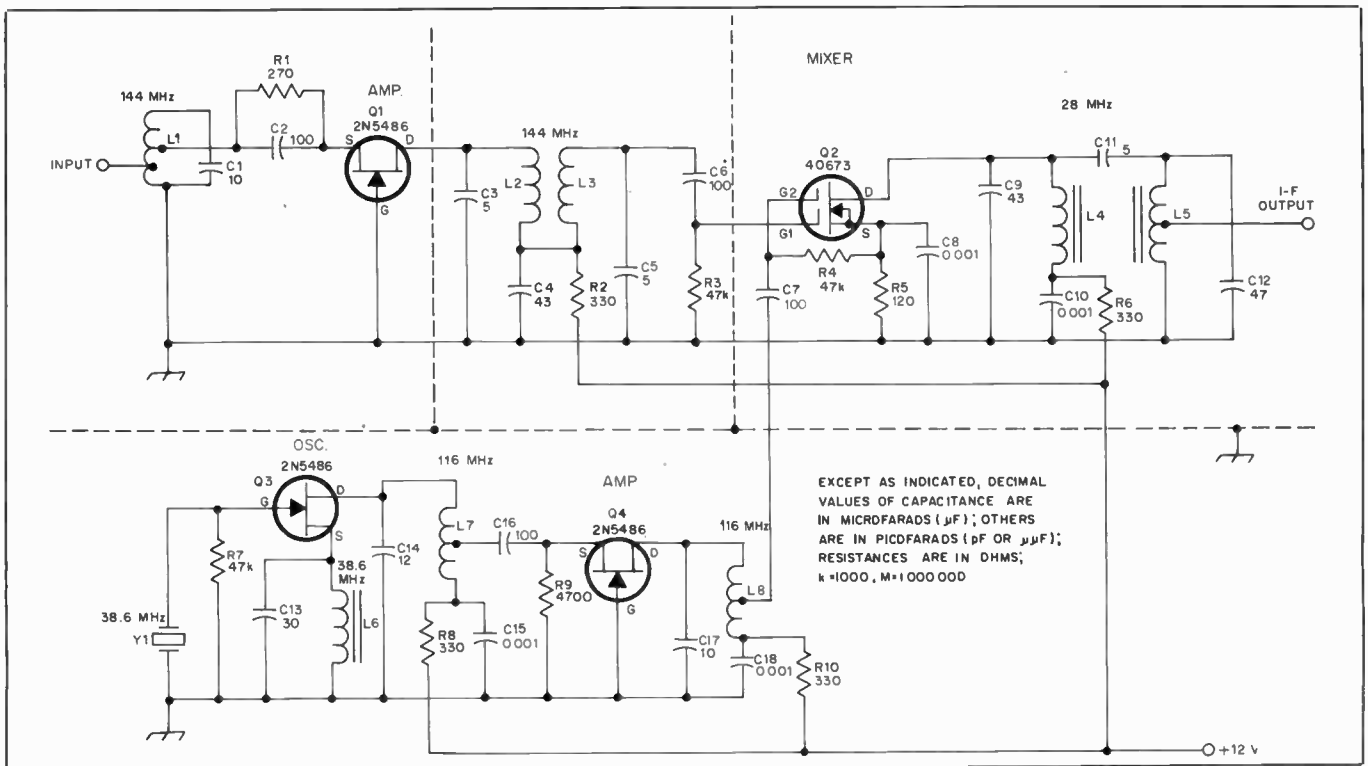 MIXER
R1
270
144 MHz
AMP.
Q1
2N5486
C2
100
S
D
G
L1
INPUT
C1
10
144 MHz
C3
5
L2
L3
C4
43
R2
330
C5
5
C6
100
R3
47k
Q2
40673
G2
G1
D
S
R4
47k
C7
100
R5
120
C8
0 001
28 MHz
C9
43
C11
5
L4
L5
I-F
OUTPUT
C10
0 001
R6
330
C12
47
OSC.
2N5486
Q3
G
D
S
116 MHz
R7
47k
38.6 MHz
Y1
C13
30
38.6
MHz
L6
C14
12
L7
C16
100
R8
330
C15
0 001
R9
4700
AMP
Q4
2N5486
S
D
G
116 MHz
L8
C17
10
C18
0 001
R10
330
EXCEPT AS INDICATED, DECIMAL
VALUES OF CAPACITANCE ARE
IN MICRDFARADS (µF); OTHERS
ARE IN PICDFARADS (pF OR µµF);
RESISTANCES ARE IN DHMS;
k=1000, M=1 000 00D
+12 V